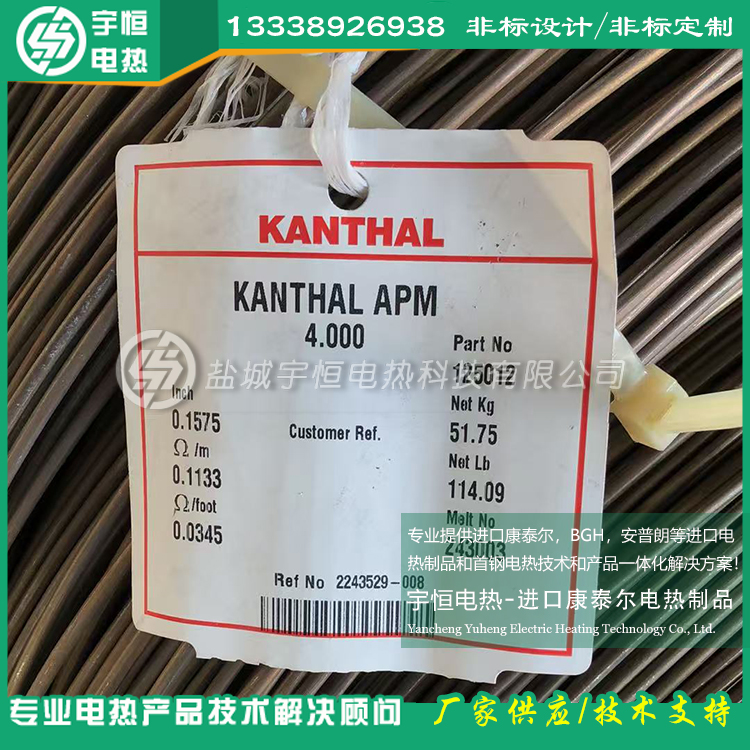 宇恒
电热
13338926938 非标设计/非标定制
KANTHAL
KANTHAL APM
4.000
Part No
125012
盐城宇恒电热科技有限公司
Inch
0.1575
Net Kg
51.75
Customer Ref.
Ω/m
0.1133
Net Lb
114.09
Ω/foot
0.0345
Melt No
243003
专业提供进口康泰尔，BGH，安普朗等进口电
热制品和首钢电热技术和产品一体化解决方案！
Ref No 2243529-008
宇恒电热-进口康泰尔电热制品
Yancheng Yuheng Electric Heating Technology Co., Ltd.
专业电热产品技术解决顾问
厂家供应/技术支持